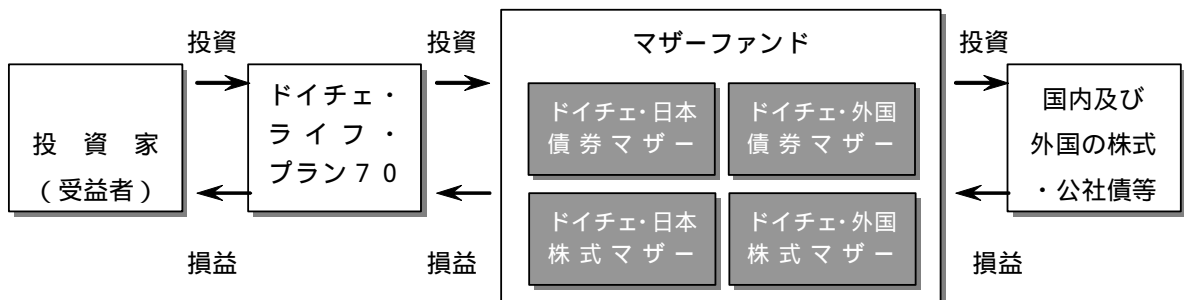 投資
投資
マザーファンド
投資
投 資 家
(受益者)
ドイチェ・
ライフ・
プラン70
ドイチェ・日本
債券マザー
ドイチェ・外国
債券マザー
ドイチェ・日本
株式マザー
ドイチェ・外国
株式マザー
国内及び
外国の株式
・公社債等
損益
損益
損益